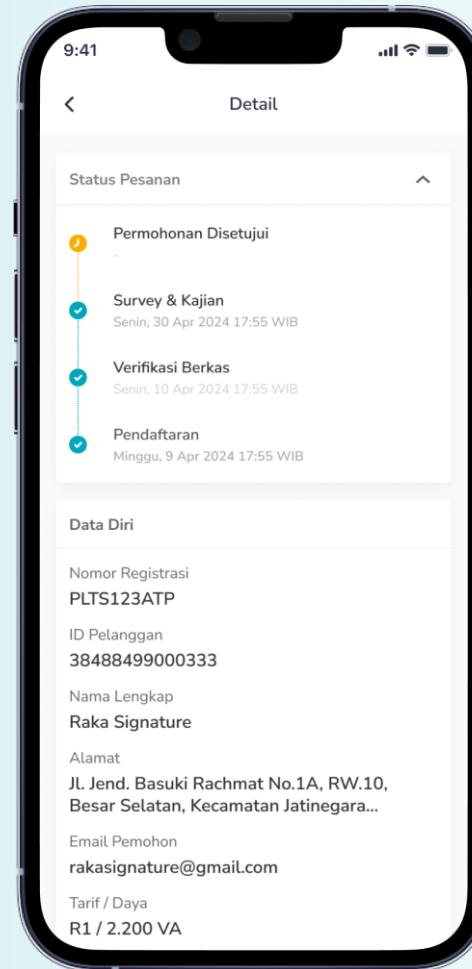 9:41
Detail
Status Pesanan
Permohonan Disetujui
-
Survey & Kajian
Senin, 30 Apr 2024 17:55 WIB
Verifikasi Berkas
Senin, 10 Apr 2024 17:55 WIB
Pendaftaran
Minggu, 9 Apr 2024 17:55 WIB
Data Diri
Nomor Registrasi
PLTS123ATP
ID Pelanggan
38488499000333
Nama Lengkap
Raka Signature
Alamat
Jl. Jend. Basuki Rachmat No.1A, RW.10,
Besar Selatan, Kecamatan Jatinegara...
Email Pemohon
rakasignature@gmail.com
Tarif / Daya
R1 / 2.200 VA